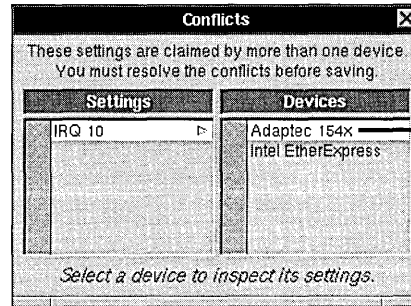 Conflicts
These settings are claimed by more than one device.
You must resolve the conflicts before saving.
Settings
Devices
IRQ 10
Adaptec 154x
Intel EtherExpress
Select a device to inspect its settings.